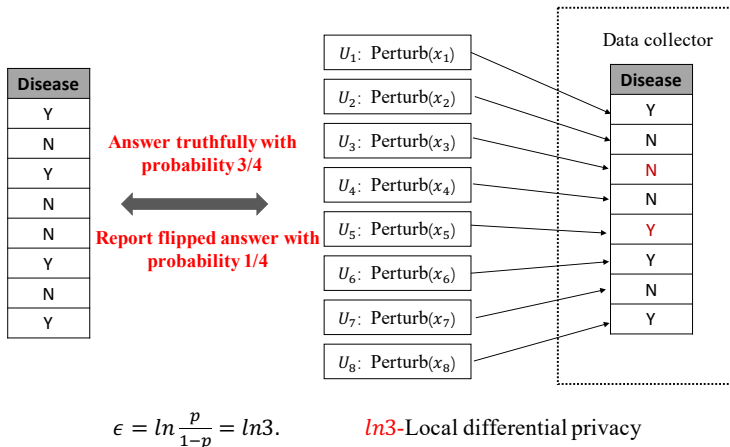 Disease
Y
N
Y
N
N
Y
N
Y
Answer truthfully with
probability 3/4
Report flipped answer with
probability 1/4
U₁: Perturb(x₁)
U₂: Perturb(x₂)
U₃: Perturb(x₃)
U₄: Perturb(x₄)
U₅: Perturb(x₅)
U₆: Perturb(x₆)
U₇: Perturb(x₇)
U₈: Perturb(x₈)
Data collector
Disease
Y
N
N
N
Y
Y
N
Y
ϵ = ln p/(1−p) = ln3.
ln3-Local differential privacy